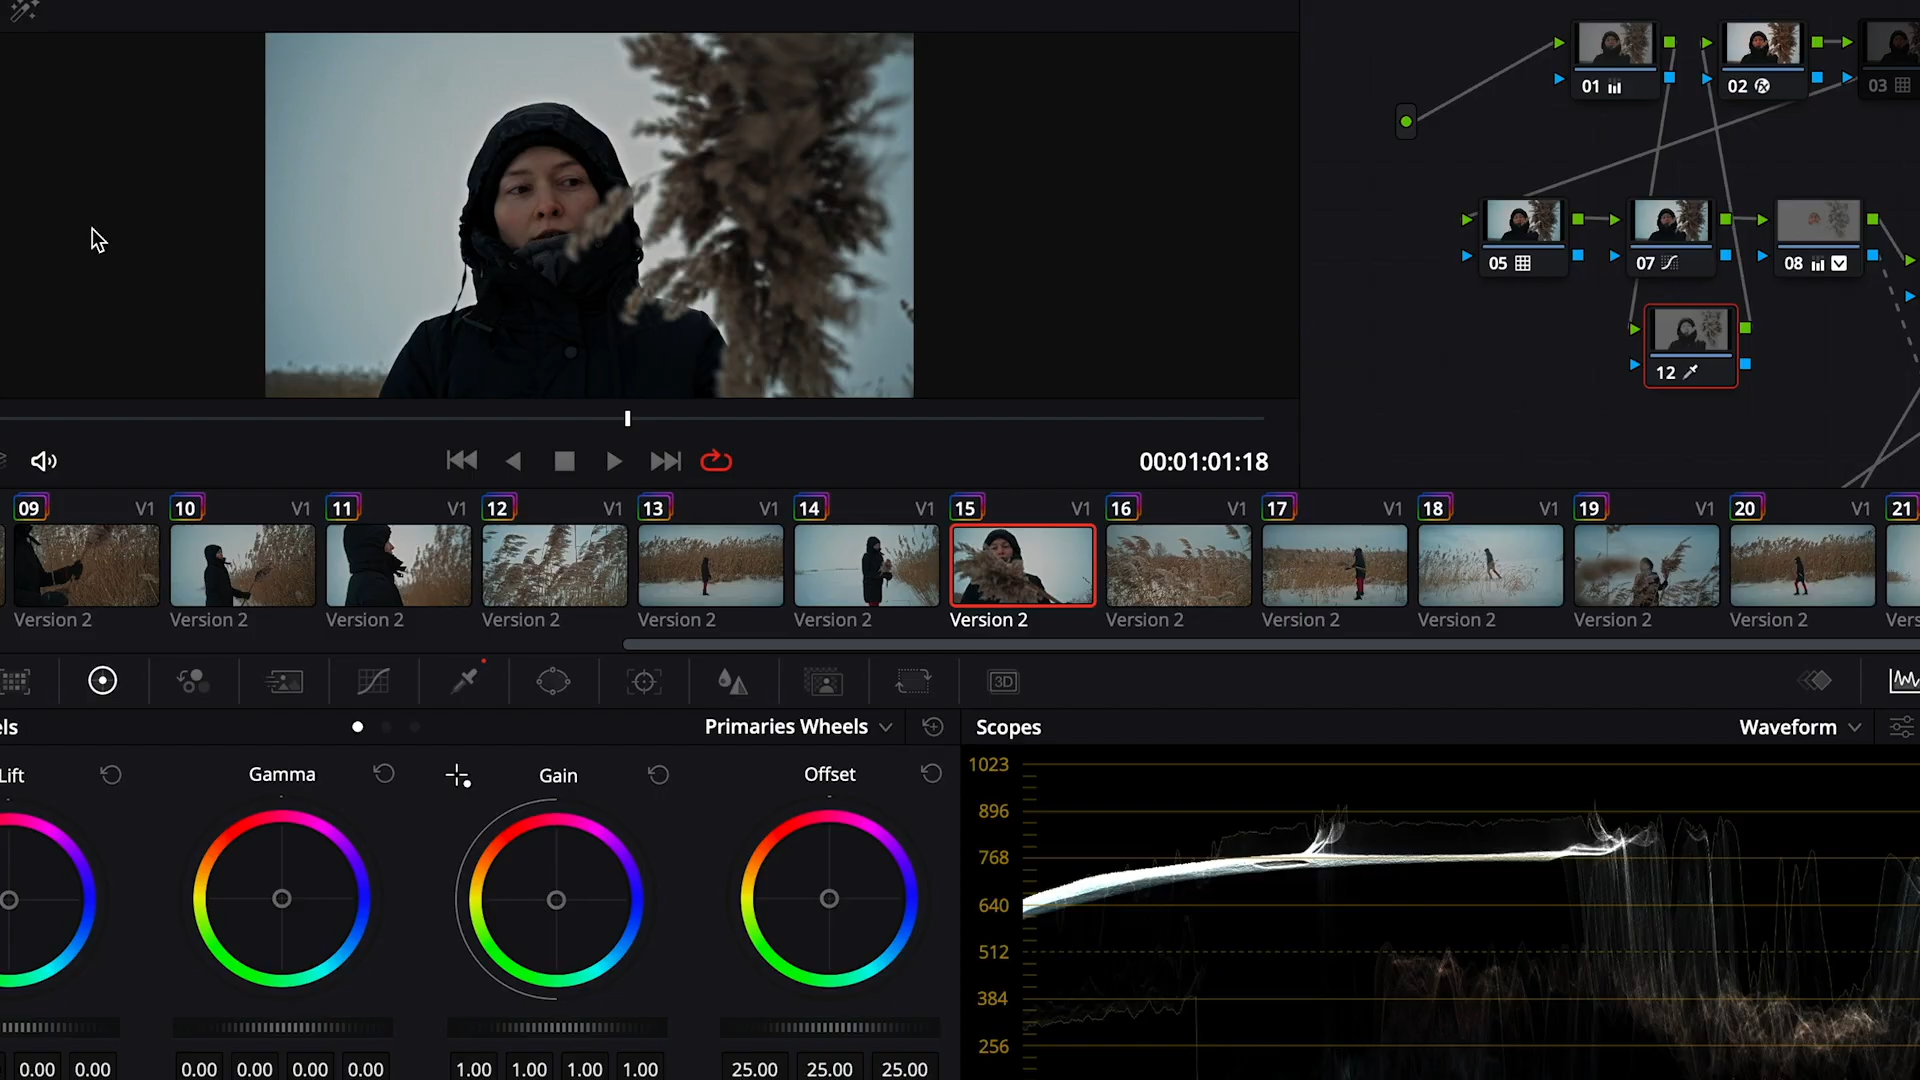 01
02
03
05
07
08
12
00:01:01:18
09 V1
10 V1
11 V1
12 V1
13 V1
14 V1
15 V1
16 V1
17 V1
18 V1
19 V1
20 V1
21
Version 2
Version 2
Version 2
Version 2
Version 2
Version 2
Version 2
Version 2
Version 2
Version 2
Version 2
Version 2
Vers
3D
els
Primaries Wheels
Scopes
Waveform
Lift
Gamma
Gain
Offset
0.00 0.00
0.00 0.00 0.00 0.00
1.00 1.00 1.00 1.00
25.00 25.00 25.00
1023
896
768
640
512
384
256